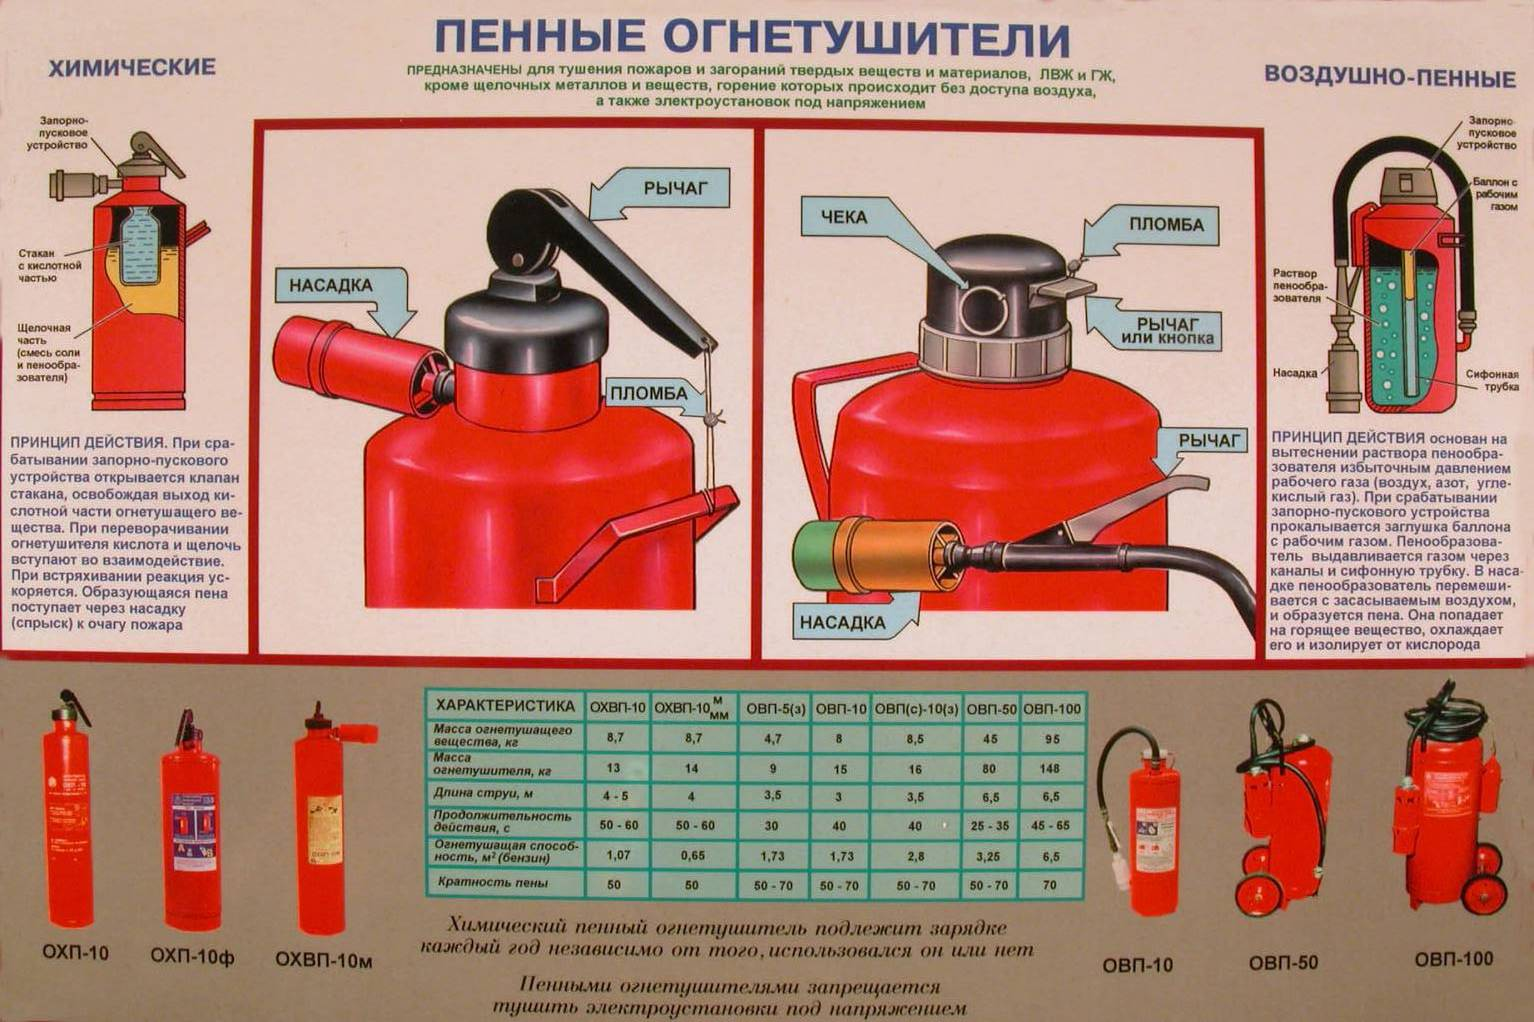 ПЕННЫЕ ОГНЕТУШИТЕЛИ
ПРЕДНАЗНАЧЕНЫ для тушения пожаров и загораний твердых веществ и материалов, ЛВЖ и ГЖ,
кроме щелочных металлов и веществ, горение которых происходит без доступа воздуха,
а также электроустановок под напряжением
ХИМИЧЕСКИЕ
Запорно-
пусковое
устройство
Стакан
с кислотной
частью
Щелочная
часть
(смесь соли
и пенообра-
зователя)
ПРИНЦИП ДЕЙСТВИЯ. При сра-
батывании запорно-пускового
устройства открывается клапан
стакана, освобождая выход ки-
слотной части огнетушащего ве-
щества. При переворачивании
огнетушителя кислота и щелочь
вступают во взаимодействие.
При встряхивании реакция ус-
коряется. Образующаяся пена
поступает через насадку
(спрыск) к очагу пожара
РЫЧАГ
НАСАДКА
ПЛОМБА
ЧЕКА
ПЛОМБА
РЫЧАГ
ИЛИ КНОПКА
РЫЧАГ
НАСАДКА
ВОЗДУШНО-ПЕННЫЕ
Запорно-
пусковое
устройство
Баллон с
рабочим
газом
Раствор
пенообра-
зователя
Насадка
Сифонная
трубка
ПРИНЦИП ДЕЙСТВИЯ основан на
вытеснении раствора пенообра-
зователя избыточным давлением
рабочего газа (воздух, азот, угле-
кислый газ). При срабатывании
запорно-пускового устройства
прокалывается заглушка баллона
с рабочим газом. Пенообразова-
тель выдавливается газом через
каналы и сифонную трубку. В наса-
дке пенообразователь перемеши-
вается с засасываемым воздухом,
и образуется пена. Она попадает
на горящее вещество, охлаждает
его и изолирует от кислорода
ХАРАКТЕРИСТИКА ОХВП-10 ОХВП-10 М ММ ОВП-5(з) ОВП-10 ОВП(с)-10(з) ОВП-50 ОВП-100
Масса огнетушащего
вещества, кг 8,7 8,7 4,7 8 8,5 45 95
Масса
огнетушителя, кг 13 14 9 15 16 80 148
Длина струи, м 4 - 5 4 3,5 3 3,5 6,5 6,5
Продолжительность
действия, с 50 - 60 50 - 60 30 40 40 25 - 35 45 - 65
Огнетушащая способ-
ность, м² (бензин) 1,07 0,65 1,73 1,73 2,8 3,25 6,5
Кратность пены 50 50 50 - 70 50 - 70 50 - 70 50 - 70 70
Химический пенный огнетушитель подлежит зарядке
каждый год независимо от того, использовался он или нет
Пенными огнетушителями запрещается
тушить электроустановки под напряжением
ОХП-10
ОХП-10ф
ОХВП-10м
ОВП-10
ОВП-50
ОВП-100